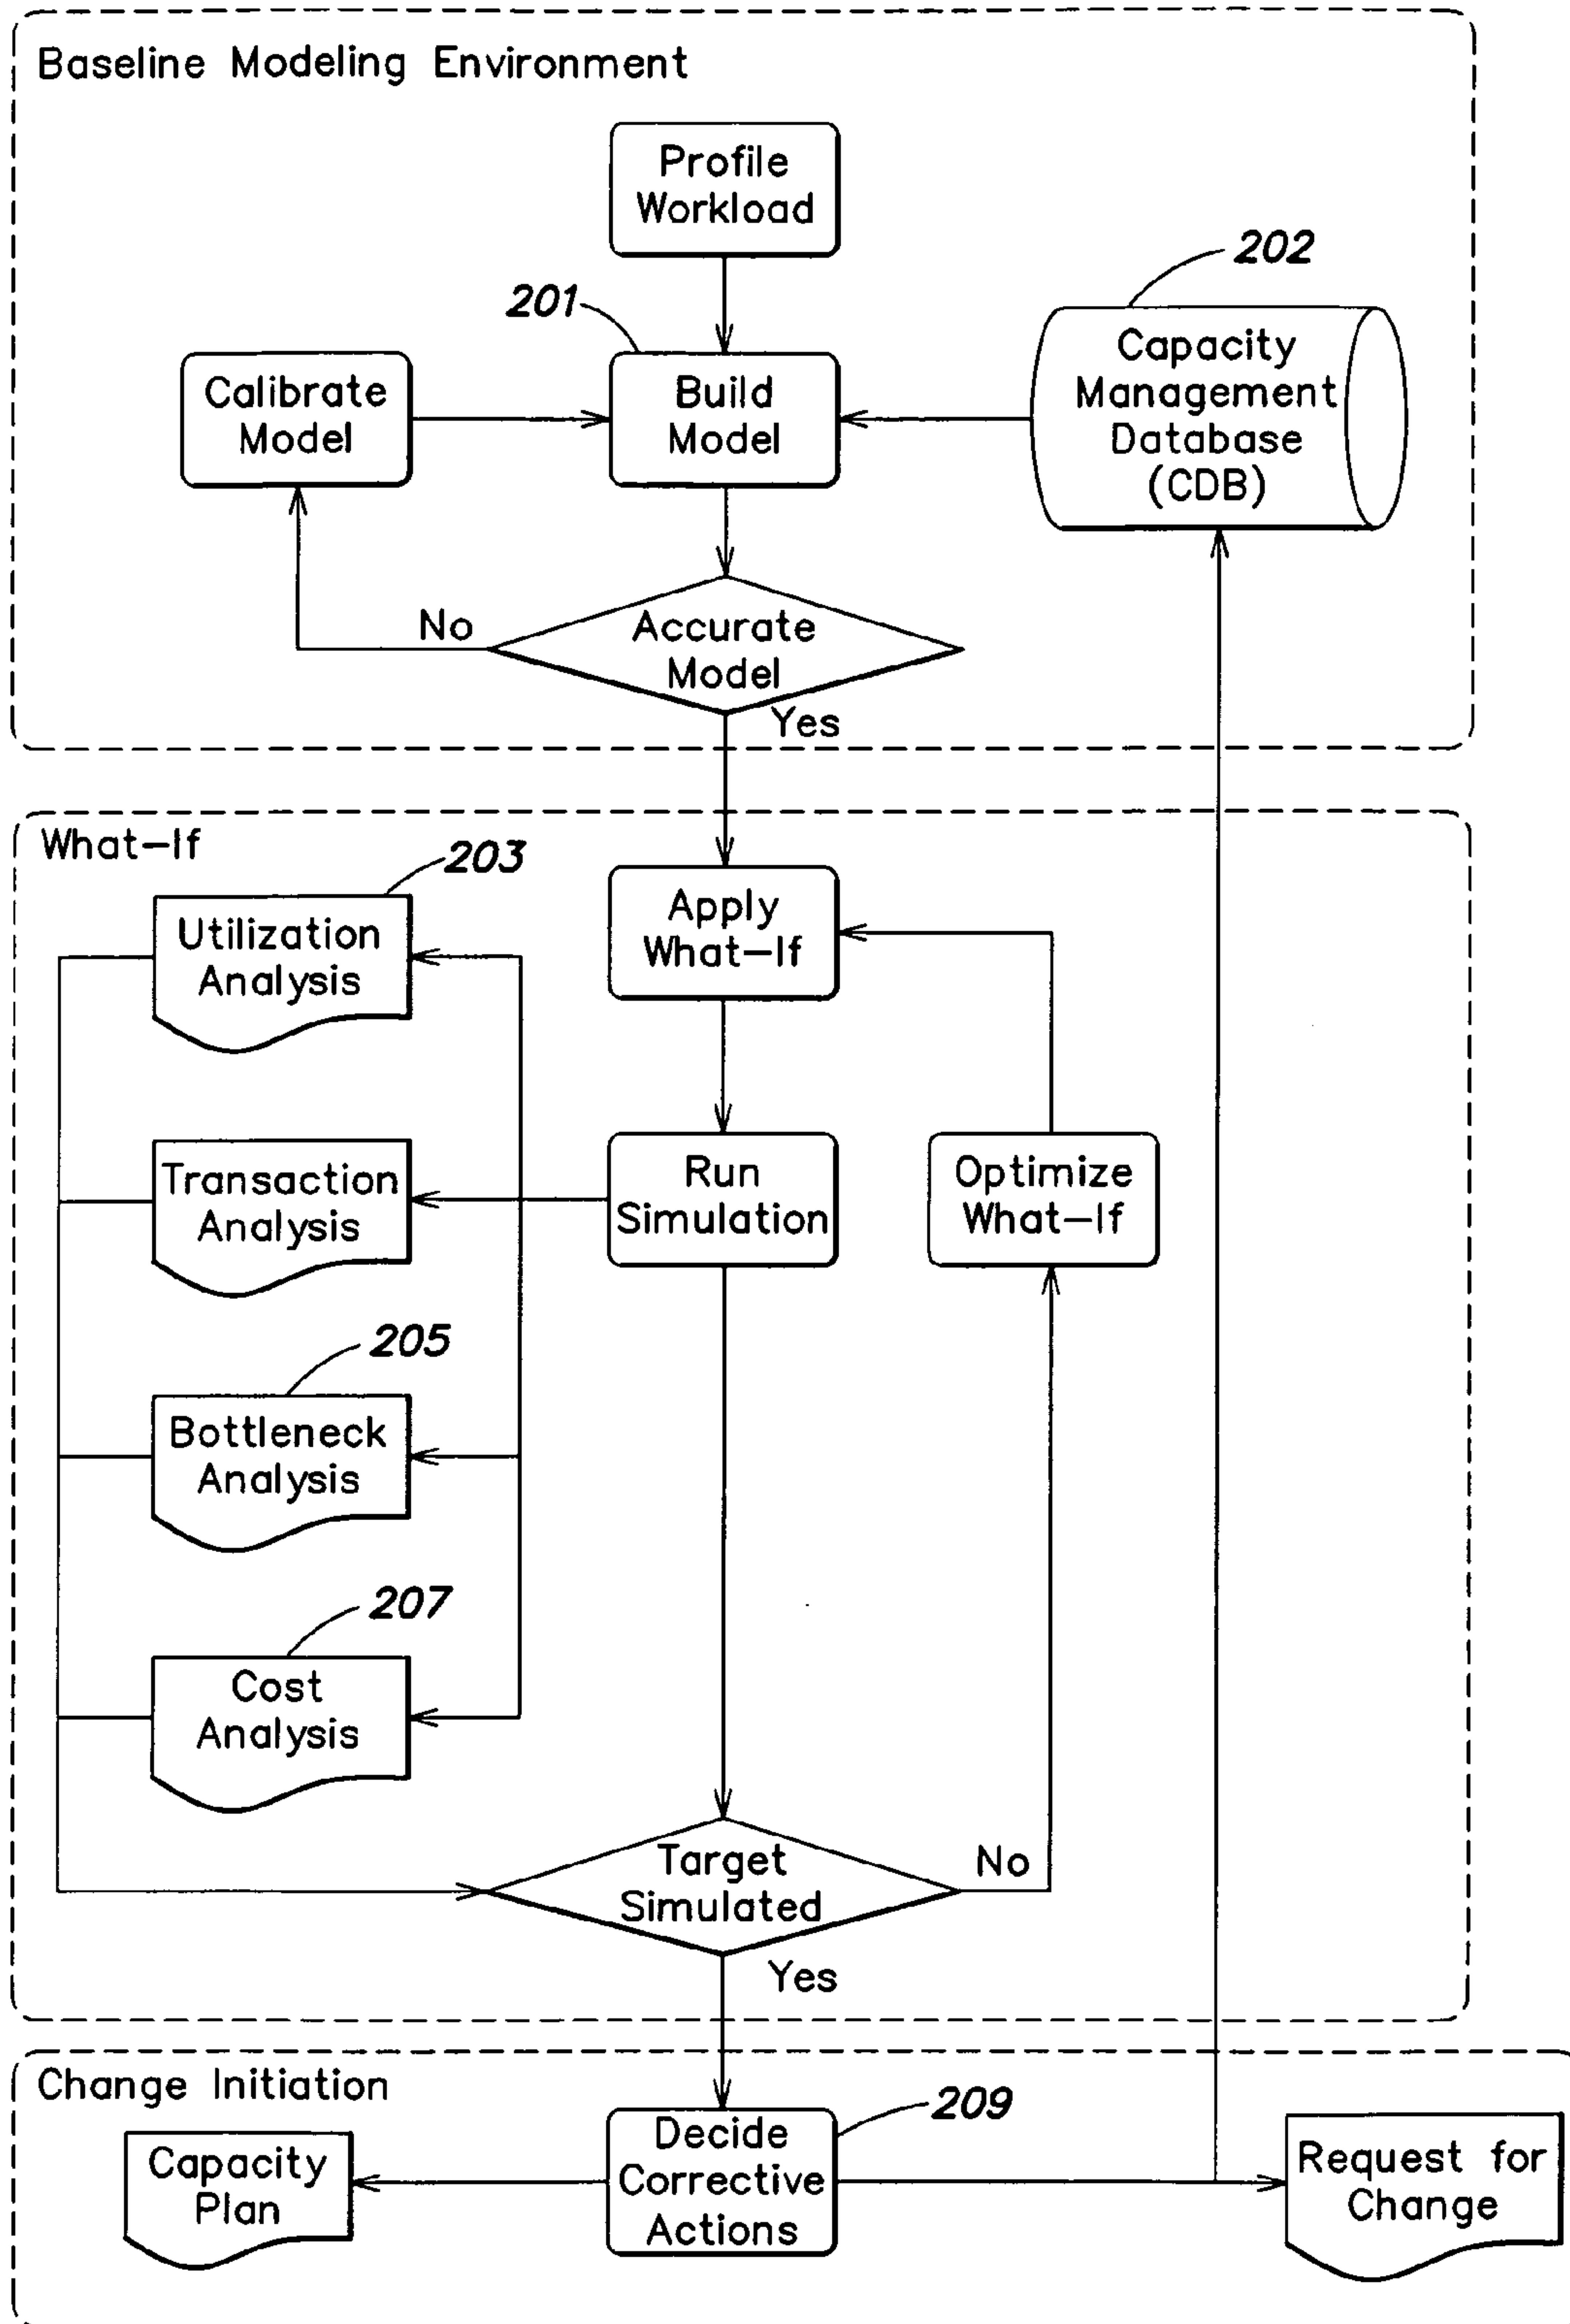 Baseline Modeling Environment
Profile
Workload
202
201
Capacity
Management
Database
(CDB)
Calibrate
Model
Build
Model
No
Accurate
Model
Yes
What-If
203
Utilization
Analysis
Apply
What-If
Transaction
Analysis
Run
Simulation
Optimize
What-If
205
Bottleneck
Analysis
207
Cost
Analysis
Target
Simulated
No
Yes
Change Initiation
209
Capacity
Plan
Decide
Corrective
Actions
Request for
Change